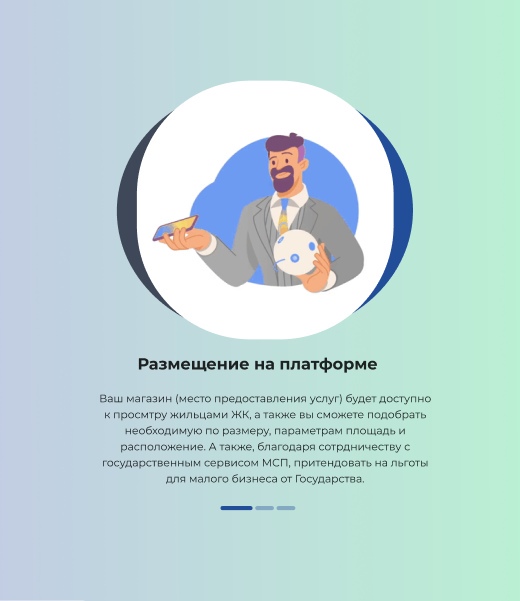 Размещение на платформе
Ваш магазин (место предоставления услуг) будет доступно
к просмтру жильцами ЖК, а также вы сможете подобрать
необходимую по размеру, параметрам площадь и
расположение. А также, благодаря сотрдничеству с
государственным сервисом МСП, притендовать на льготы
для малого бизнеса от Государства.